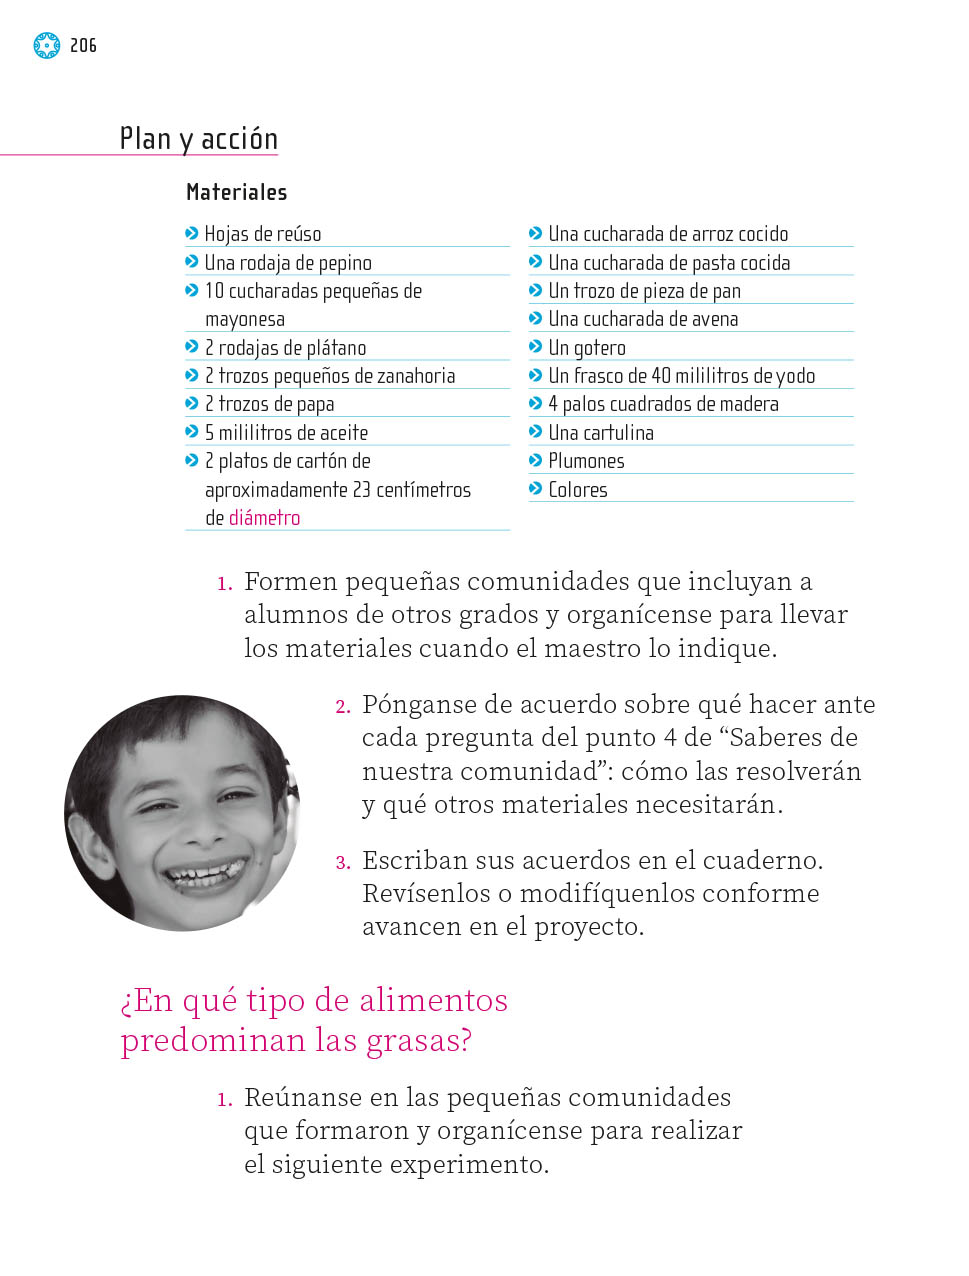 206
Plan y acción
Materiales
Hojas de reúso
Una rodaja de pepino
10 cucharadas pequeñas de
mayonesa
2 rodajas de plátano
2 trozos pequeños de zanahoria
2 trozos de papa
5 mililitros de aceite
2 platos de cartón de
aproximadamente 23 centímetros
de diámetro
Una cucharada de arroz cocido
Una cucharada de pasta cocida
Un trozo de pieza de pan
Una cucharada de avena
Un gotero
Un frasco de 40 mililitros de yodo
4 palos cuadrados de madera
Una cartulina
Plumones
Colores
1. Formen pequeñas comunidades que incluyan a
alumnos de otros grados y organícense para llevar
los materiales cuando el maestro lo indique.
2. Pónganse de acuerdo sobre qué hacer ante
cada pregunta del punto 4 de “Saberes de
nuestra comunidad”: cómo las resolverán
y qué otros materiales necesitarán.
3. Escriban sus acuerdos en el cuaderno.
Revísenlos o modifíquenlos conforme
avancen en el proyecto.
¿En qué tipo de alimentos
predominan las grasas?
1. Reúnanse en las pequeñas comunidades
que formaron y organícense para realizar
el siguiente experimento.